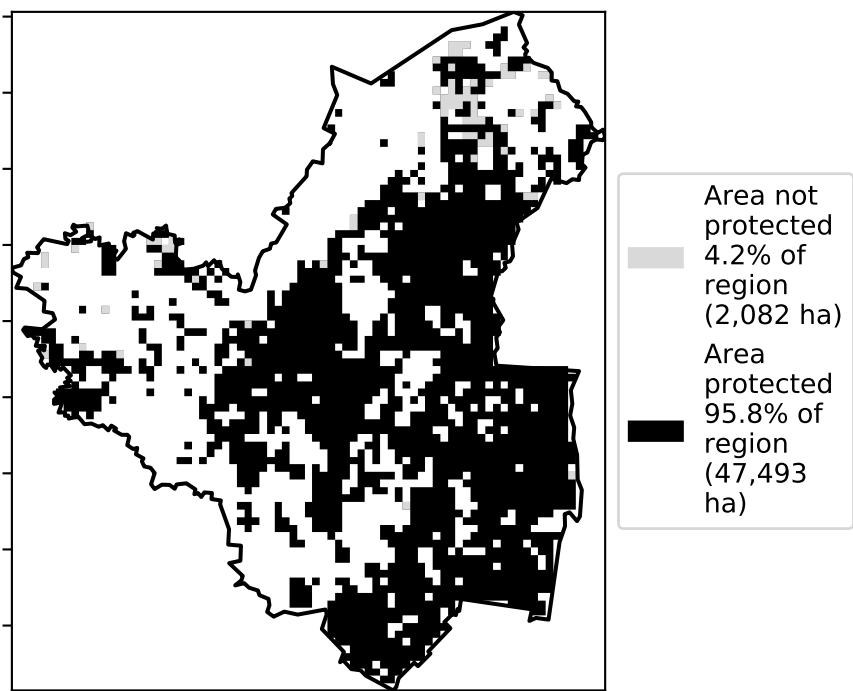 Area not
protected
4.2% of
region
(2,082 ha)
Area
protected
95.8% of
region
(47,493
ha)